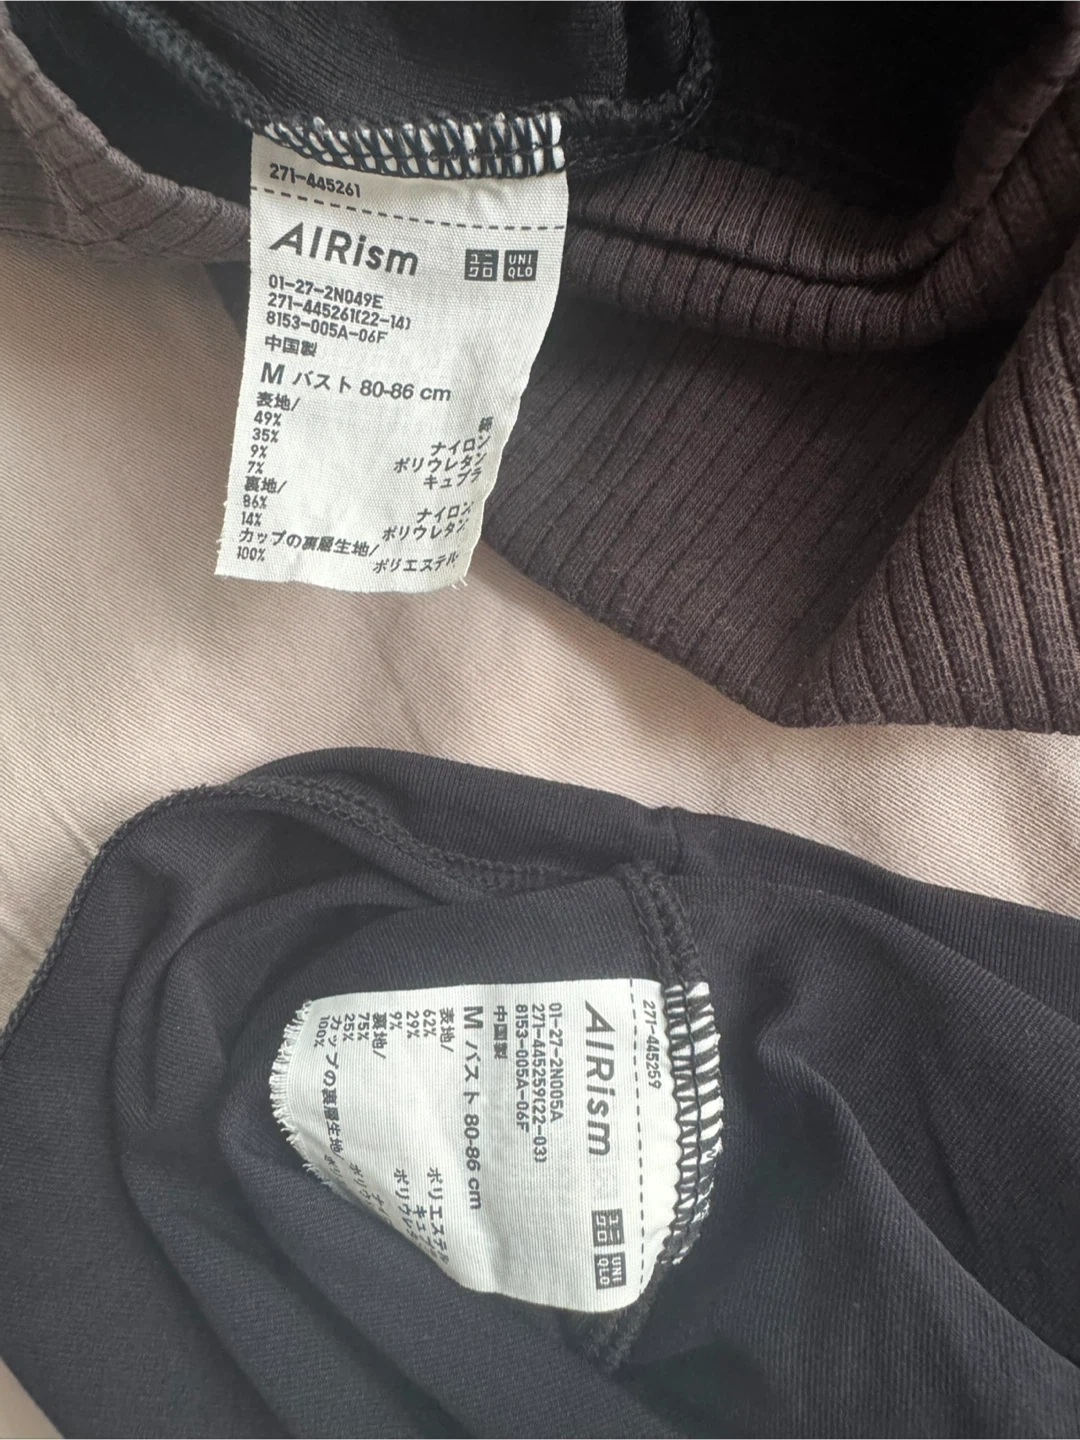 271-445261
AIRism ユニクロ UNIQLO
01-27-2N049E
271-445261(22-14)
8153-005A-06F
中国製
M バスト 80-86 cm
表地/
49% 綿
35% ナイロン
9% ポリウレタン
7% キュプラ
裏地/
86% ナイロン
14% ポリウレタン
カップの裏層生地/
100% ポリエステル
271-445259
AIRism ユニクロ UNIQLO
01-27-2N005A
271-445259(22-03)
8153-005A-06F
中国製
M バスト 80-86 cm
表地/
62% ポリエステル
29%
9%
裏地/
75%
25%
カップの裏層生地/
100%